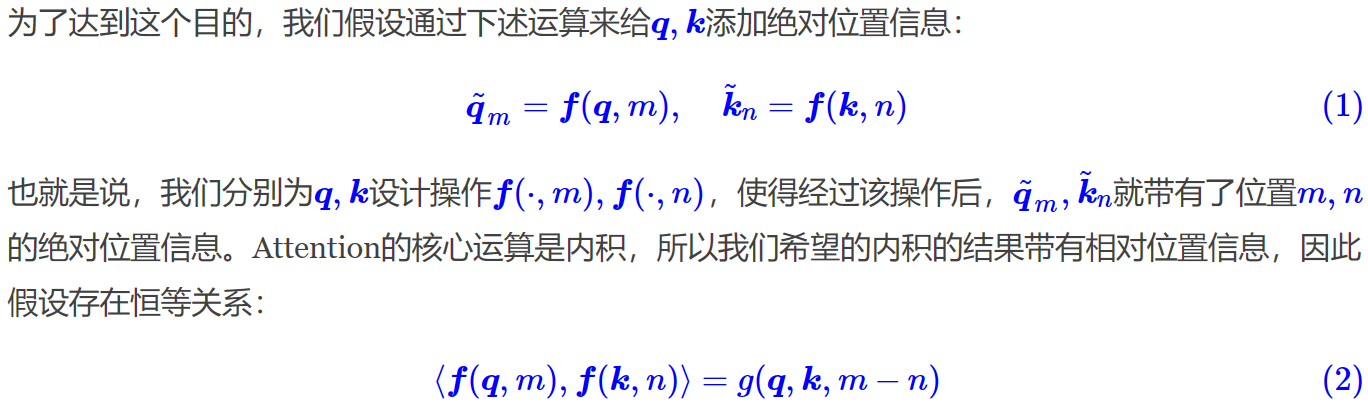 为了达到这个目的，我们假设通过下述运算来给q, k添加绝对位置信息：
q̃ₘ = f(q, m), k̃ₙ = f(k, n) (1)
也就是说，我们分别为q, k设计操作f(·, m), f(·, n)，使得经过该操作后，q̃ₘ, k̃ₙ就带有了位置m, n
的绝对位置信息。Attention的核心运算是内积，所以我们希望的内积的结果带有相对位置信息，因此
假设存在恒等关系：
⟨f(q, m), f(k, n)⟩ = g(q, k, m − n) (2)